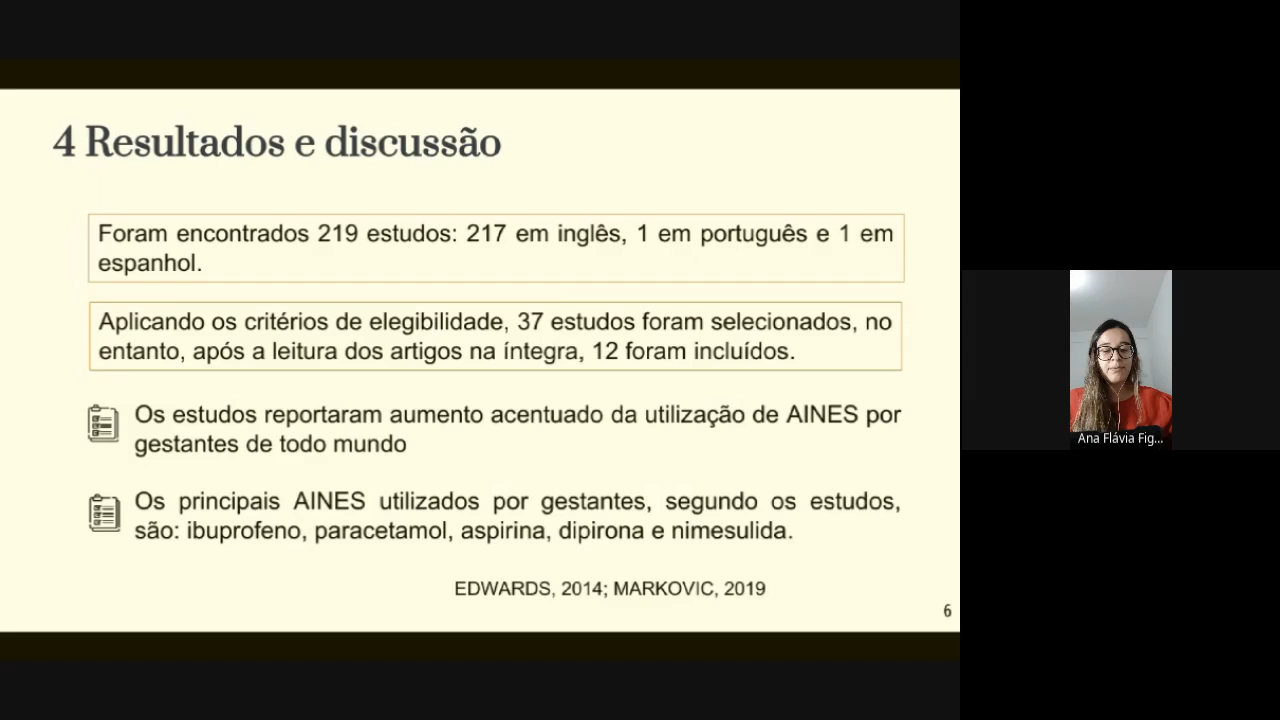 4 Resultados e discussão
Foram encontrados 219 estudos: 217 em inglês, 1 em português e 1 em
espanhol.
Aplicando os critérios de elegibilidade, 37 estudos foram selecionados, no
entanto, após a leitura dos artigos na íntegra, 12 foram incluídos.
Os estudos reportaram aumento acentuado da utilização de AINES por
gestantes de todo mundo
Os principais AINES utilizados por gestantes, segundo os estudos,
são: ibuprofeno, paracetamol, aspirina, dipirona e nimesulida.
EDWARDS, 2014; MARKOVIC, 2019
6
Ana Flávia Fig...